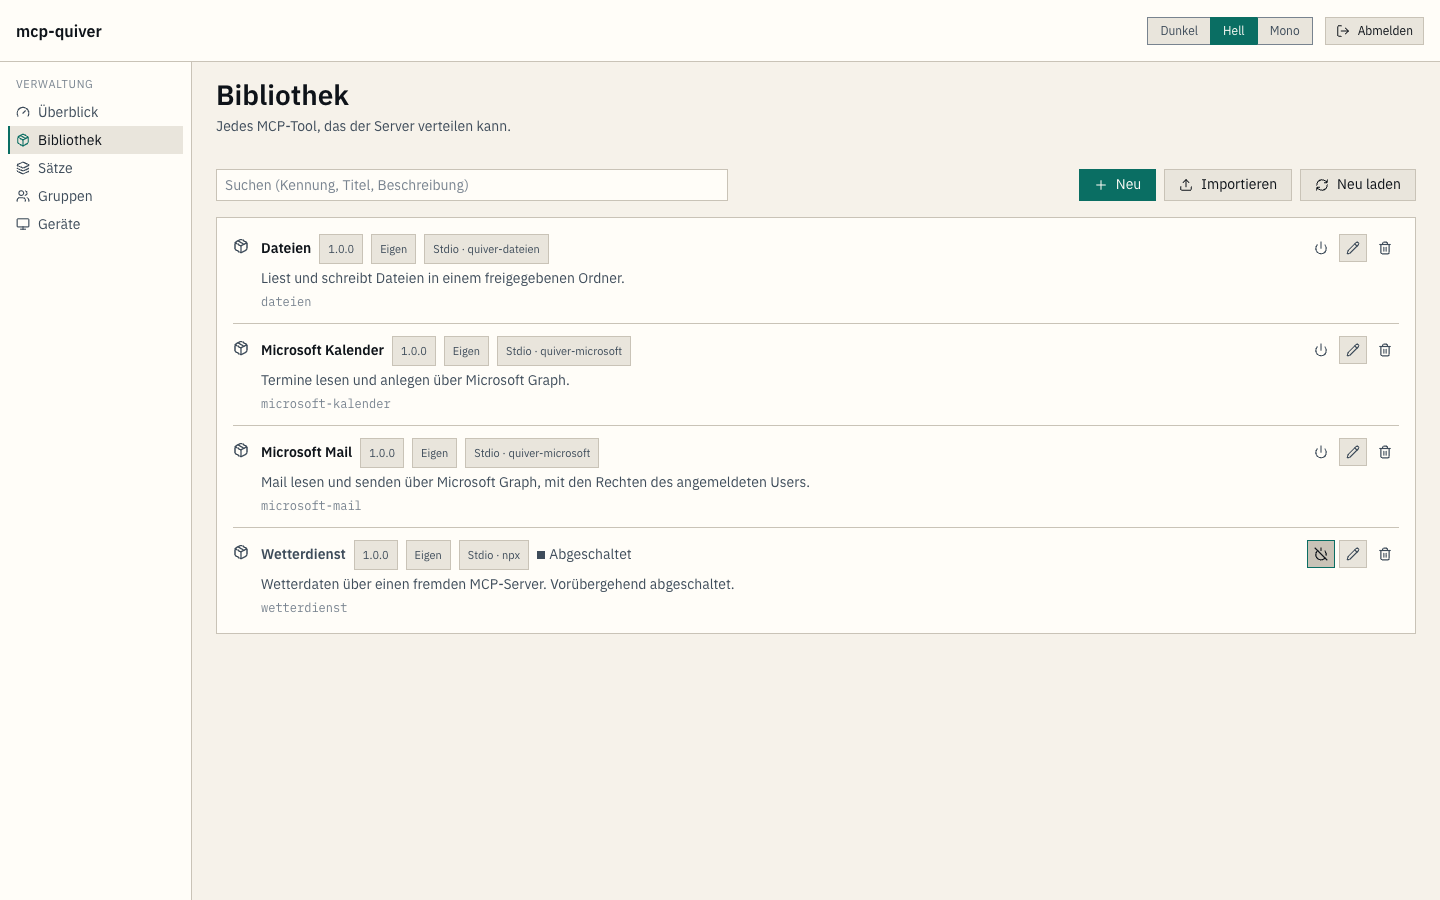 mcp-quiver
Dunkel Hell Mono Abmelden
VERWALTUNG
Überblick
Bibliothek
Sätze
Gruppen
Geräte
Bibliothek
Jedes MCP-Tool, das der Server verteilen kann.
Suchen (Kennung, Titel, Beschreibung)
Neu Importieren Neu laden
Dateien 1.0.0 Eigen Stdio · quiver-dateien
Liest und schreibt Dateien in einem freigegebenen Ordner.
dateien
Microsoft Kalender 1.0.0 Eigen Stdio · quiver-microsoft
Termine lesen und anlegen über Microsoft Graph.
microsoft-kalender
Microsoft Mail 1.0.0 Eigen Stdio · quiver-microsoft
Mail lesen und senden über Microsoft Graph, mit den Rechten des angemeldeten Users.
microsoft-mail
Wetterdienst 1.0.0 Eigen Stdio · npx Abgeschaltet
Wetterdaten über einen fremden MCP-Server. Vorübergehend abgeschaltet.
wetterdienst